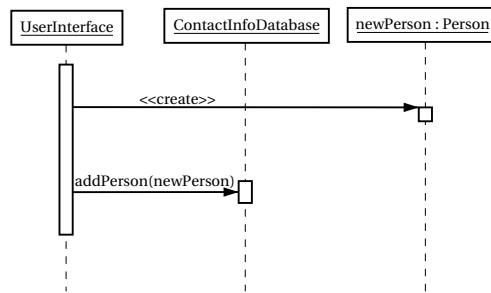 UserInterface
ContactInfoDatabase
newPerson : Person
<<create>>
addPerson(newPerson)